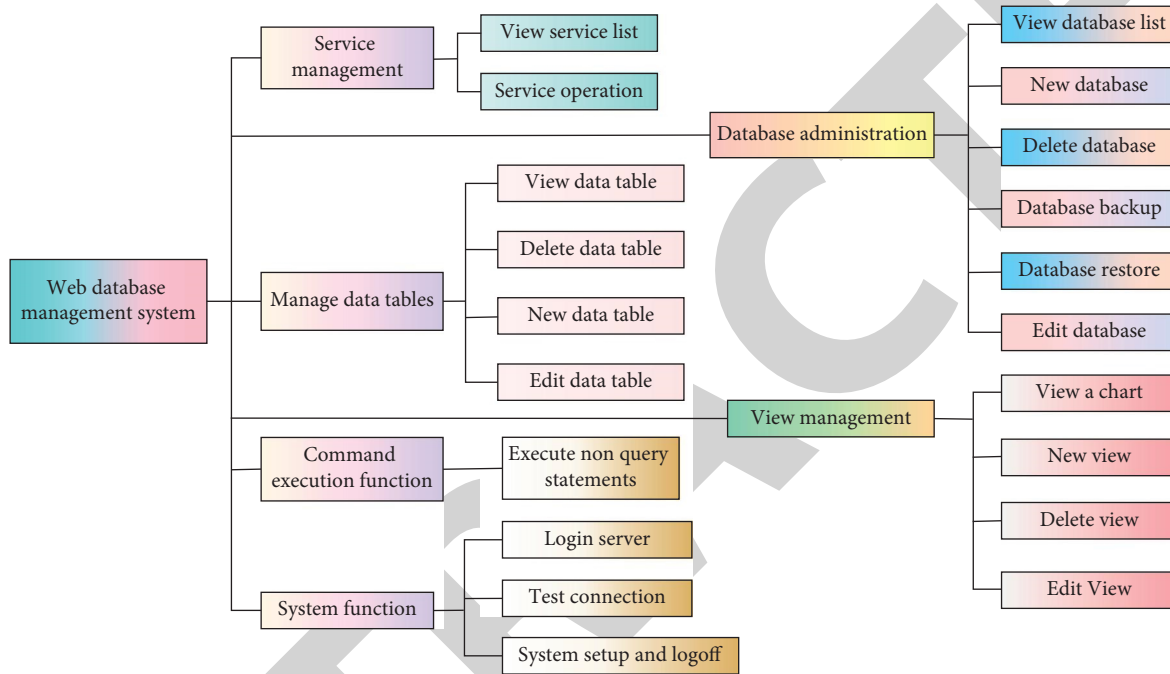 Web database
management system
Service
management
View service list
Service operation
Database administration
View database list
New database
Delete database
Database backup
Database restore
Edit database
Manage data tables
View data table
Delete data table
New data table
Edit data table
View management
View a chart
New view
Delete view
Edit View
Command
execution function
Execute non query
statements
System function
Login server
Test connection
System setup and logoff